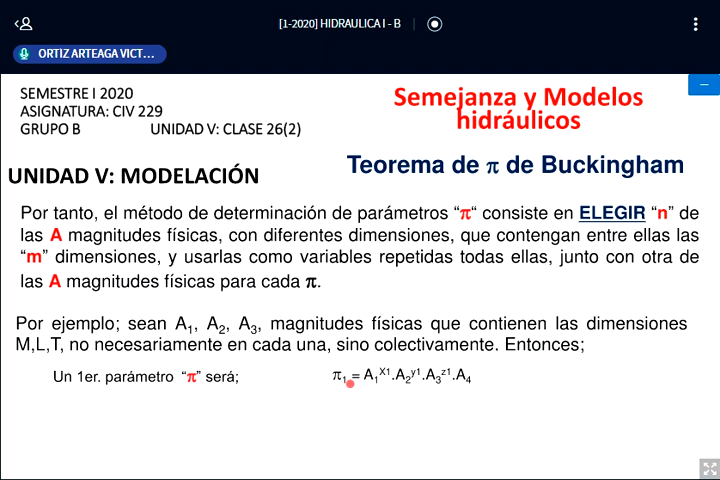 [1-2020] HIDRAULICA I - B
ORTIZ ARTEAGA VICT...
SEMESTRE I 2020
ASIGNATURA: CIV 229
GRUPO B UNIDAD V: CLASE 26(2)
Semejanza y Modelos
hidráulicos
Teorema de π de Buckingham
UNIDAD V: MODELACIÓN
Por tanto, el método de determinación de parámetros “π“ consiste en ELEGIR “n” de
las A magnitudes físicas, con diferentes dimensiones, que contengan entre ellas las
“m” dimensiones, y usarlas como variables repetidas todas ellas, junto con otra de
las A magnitudes físicas para cada π.
Por ejemplo; sean A₁, A₂, A₃, magnitudes físicas que contienen las dimensiones
M,L,T, no necesariamente en cada una, sino colectivamente. Entonces;
Un 1er. parámetro “π” será; π₁ = A₁ˣ¹.A₂ʸ¹.A₃ᶻ¹.A₄